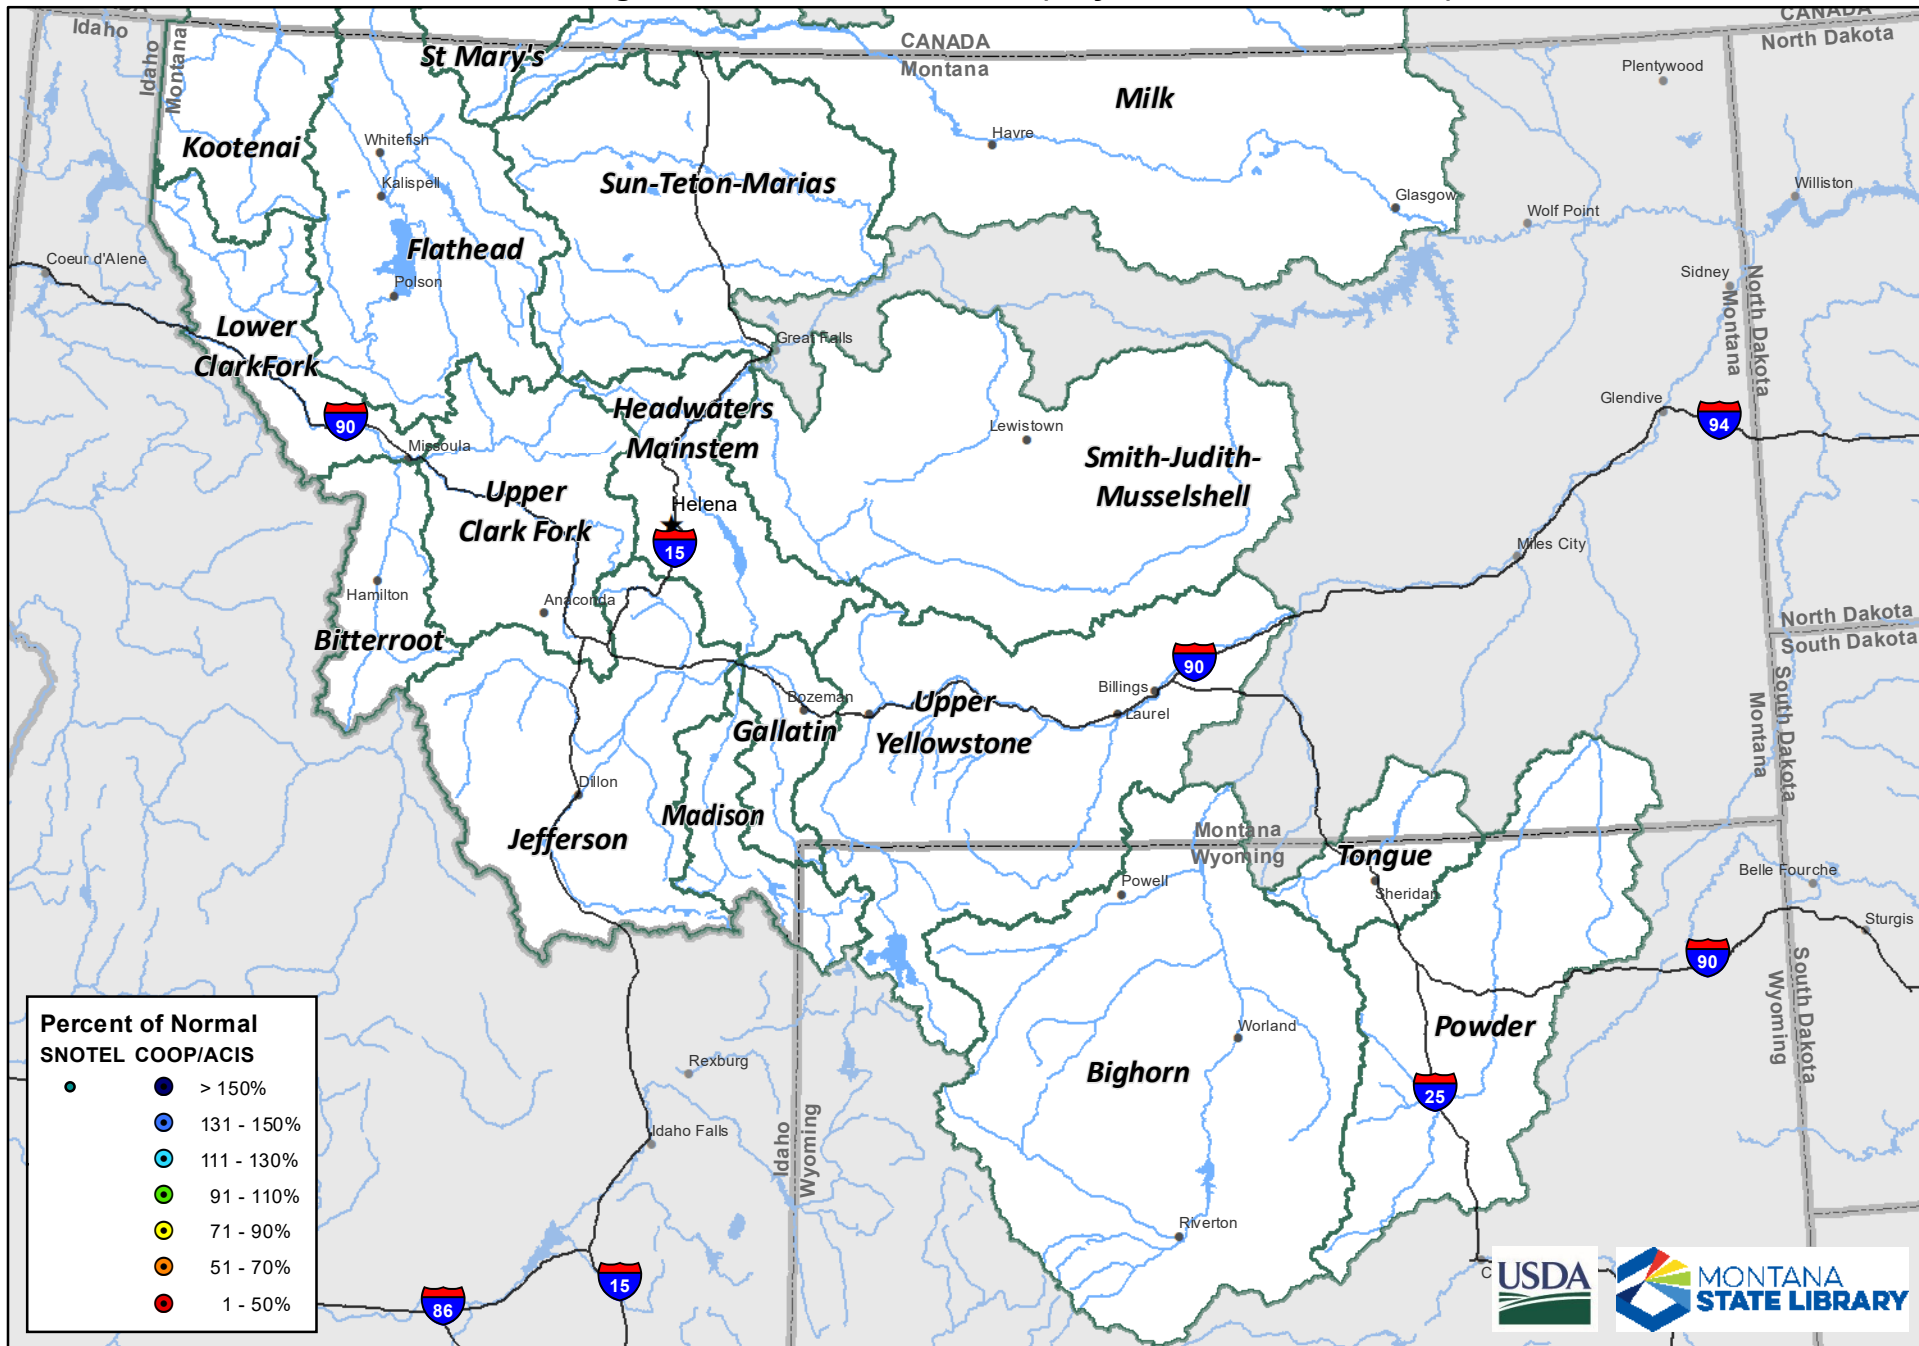 CANADA
Idaho
Idaho
Montana
St Mary's
CANADA
Montana
CANADA
North Dakota
Plentywood
Milk
Havre
Kootenai
Whitefish
Kalispell
Sun-Teton-Marias
Glasgow
Wolf Point
Williston
Flathead
Coeur d'Alene
Polson
Sidney
Montana
North Dakota
Lower
ClarkFork
Great Falls
90
Missoula
Headwaters
Mainstem
Lewistown
Smith-Judith-
Musselshell
Glendive
94
Upper
Clark Fork
Helena
15
Miles City
Hamilton
Anaconda
Bitterroot
North Dakota
South Dakota
90
Billings
Laurel
Bozeman
Gallatin
Upper
Yellowstone
Montana
South Dakota
Dillon
Madison
Jefferson
Montana
Wyoming
Tongue
Powell
Sheridan
Belle Fourche
Sturgis
90
South Dakota
Wyoming
Worland
Powder
Bighorn
25
Rexburg
Idaho Falls
Idaho
Wyoming
Riverton
15
86
Percent of Normal
SNOTEL COOP/ACIS
> 150%
131 - 150%
111 - 130%
91 - 110%
71 - 90%
51 - 70%
1 - 50%
USDA
MONTANA
STATE LIBRARY